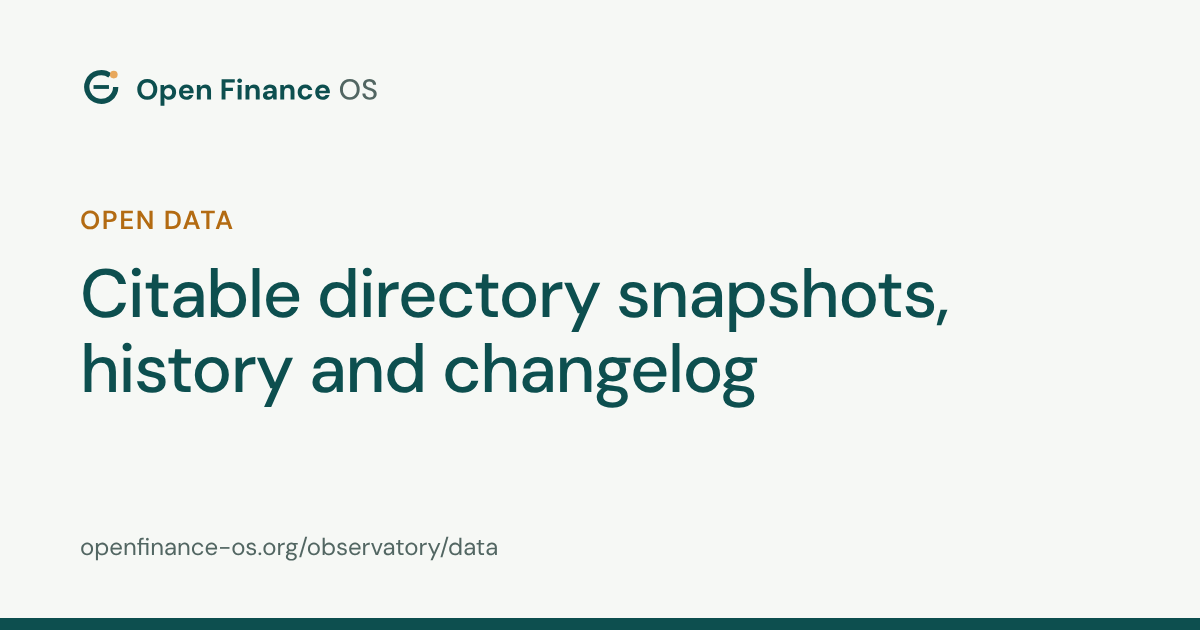 Open Finance OS
OPEN DATA
Citable directory snapshots,
history and changelog
openfinance-os.org/observatory/data